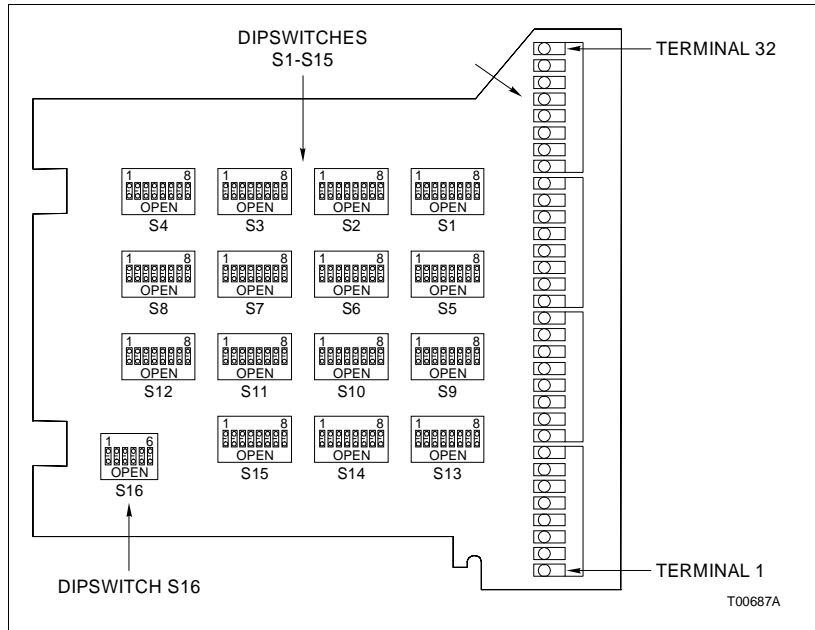 DIPSWITCHES
S1-S15
TERMINAL 32
1 8
OPEN
S4
1 8
OPEN
S3
1 8
OPEN
S2
1 8
OPEN
S1
1 8
OPEN
S8
1 8
OPEN
S7
1 8
OPEN
S6
1 8
OPEN
S5
1 8
OPEN
S12
1 8
OPEN
S11
1 8
OPEN
S10
1 8
OPEN
S9
1 6
OPEN
S16
1 8
OPEN
S15
1 8
OPEN
S14
1 8
OPEN
S13
DIPSWITCH S16
TERMINAL 1
T00687A